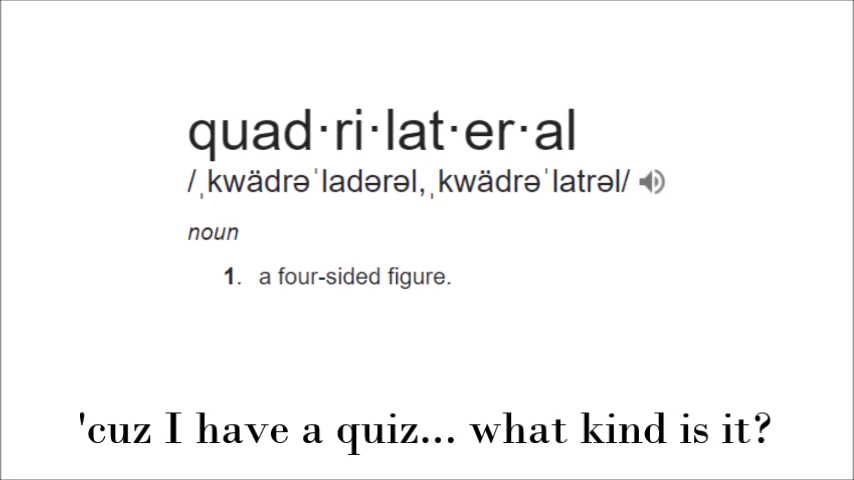 quad·ri·lat·er·al
/ˌkwädrəˈladərəl,ˌkwädrəˈlatrəl/
noun
1. a four-sided figure.
'cuz I have a quiz... what kind is it?